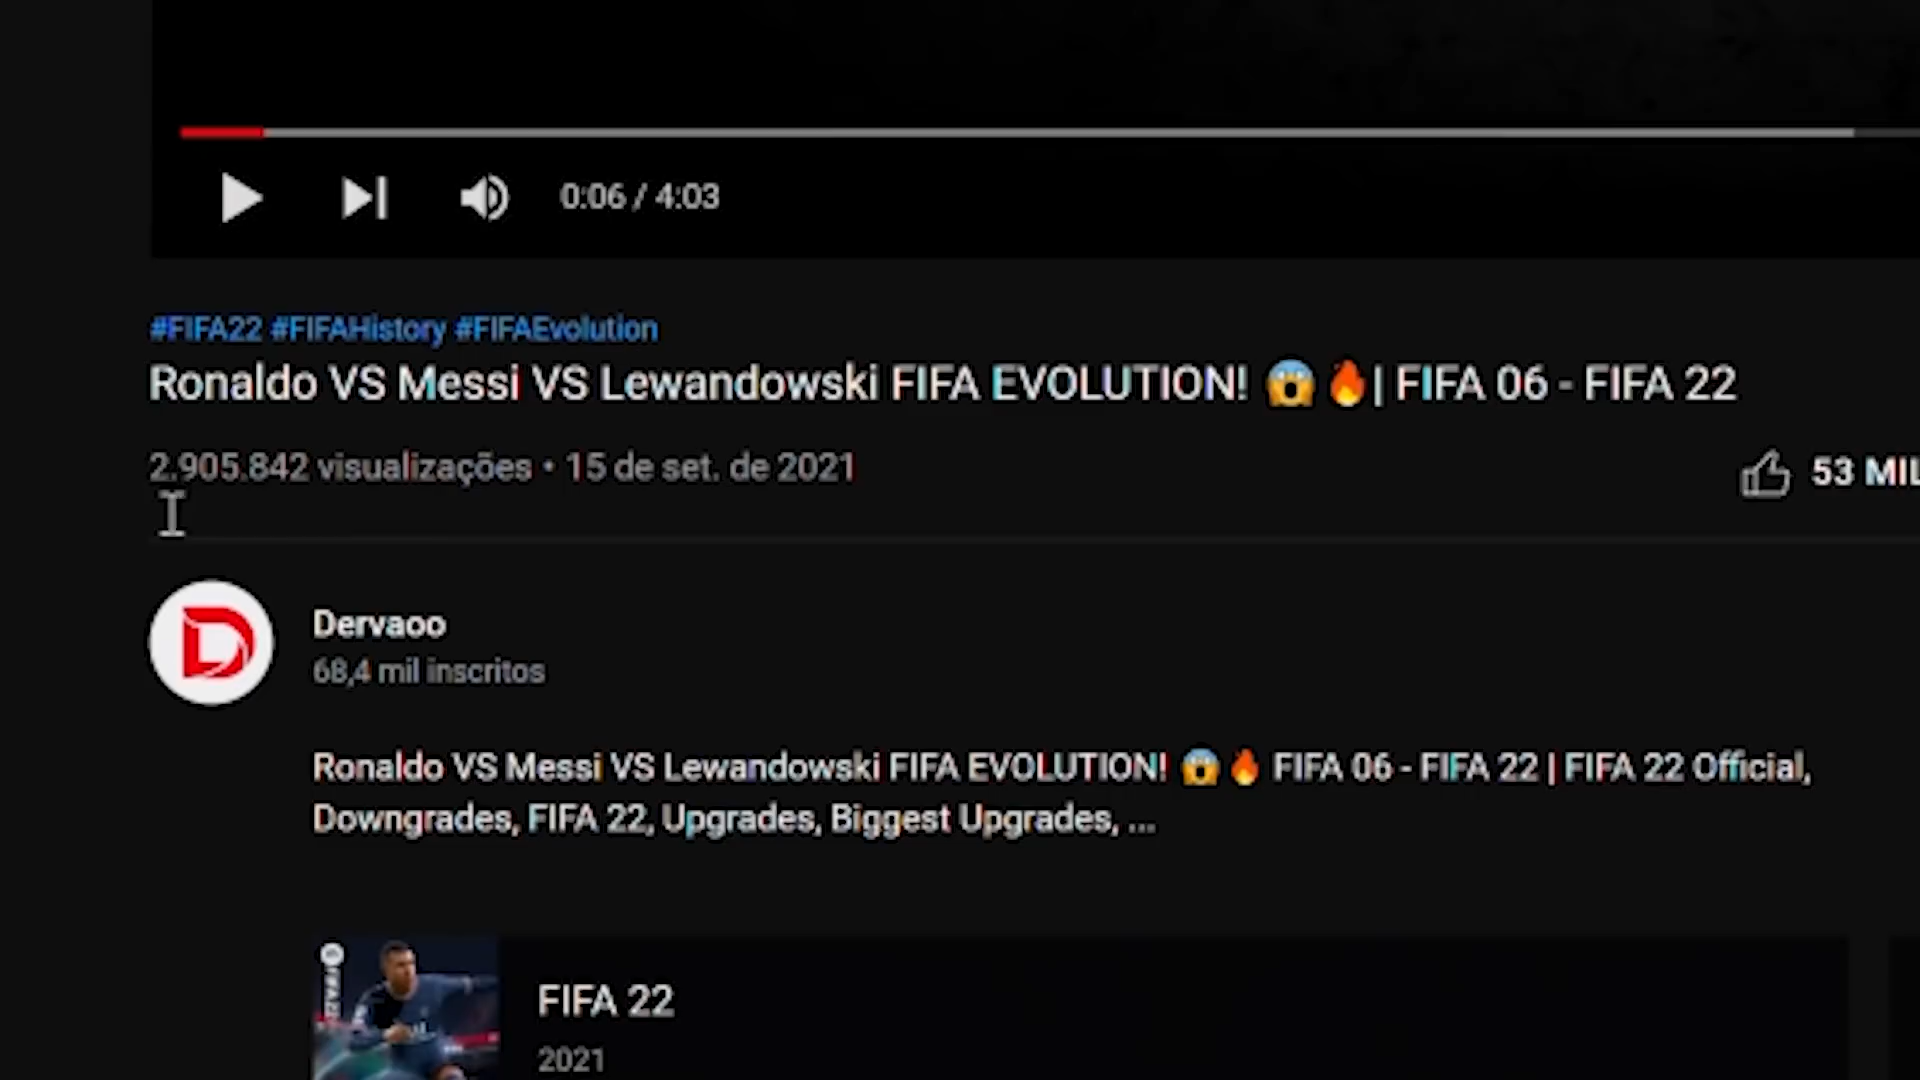 0:06 / 4:03
#FIFA22 #FIFAHistory #FIFAEvolution
Ronaldo VS Messi VS Lewandowski FIFA EVOLUTION! 😱🔥| FIFA 06 - FIFA 22
2.905.842 visualizações • 15 de set. de 2021
53 MIL
Dervaoo
68,4 mil inscritos
Ronaldo VS Messi VS Lewandowski FIFA EVOLUTION! 😱🔥 FIFA 06 - FIFA 22 | FIFA 22 Official,
Downgrades, FIFA 22, Upgrades, Biggest Upgrades, ...
FIFA 22
2021